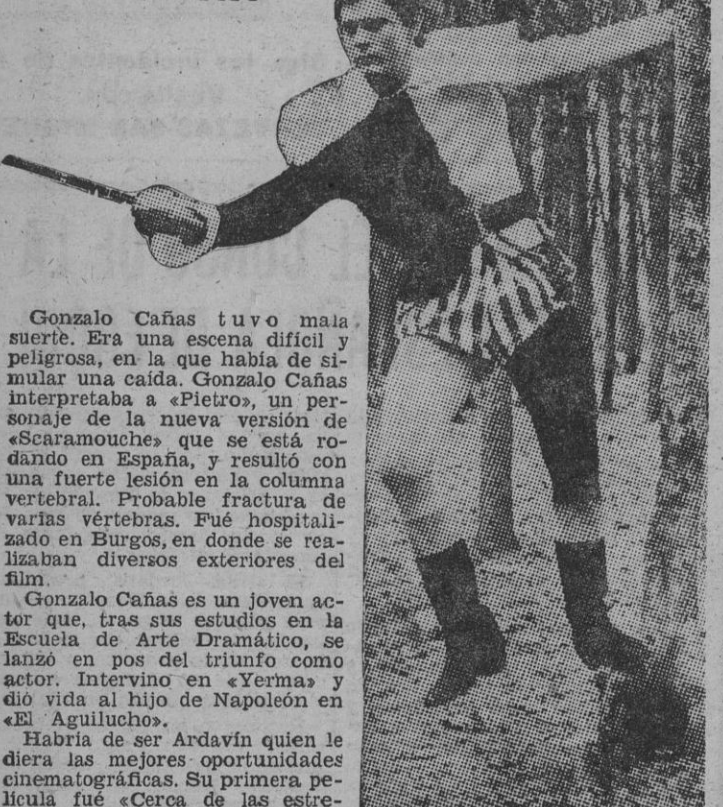 Gonzalo Cañas tuvo mala
suerte. Era una escena difícil y
peligrosa, en la que había de si-
mular una caída. Gonzalo Cañas
interpretaba a «Pietro», un per-
sonaje de la nueva versión de
«Scaramouche» que se está ro-
dando en España, y resultó con
una fuerte lesión en la columna
vertebral. Probable fractura de
varias vértebras. Fué hospitali-
zado en Burgos, en donde se rea-
lizaban diversos exteriores del
film.
Gonzalo Cañas es un joven ac-
tor que, tras sus estudios en la
Escuela de Arte Dramático, se
lanzó en pos del triunfo como
actor. Intervino en «Yerma» y
dió vida al hijo de Napoleón en
«El Aguilucho».
Habría de ser Ardavín quien le
diera las mejores oportunidades
cinematográficas. Su primera pe-
lícula fué «Cerca de las estre-